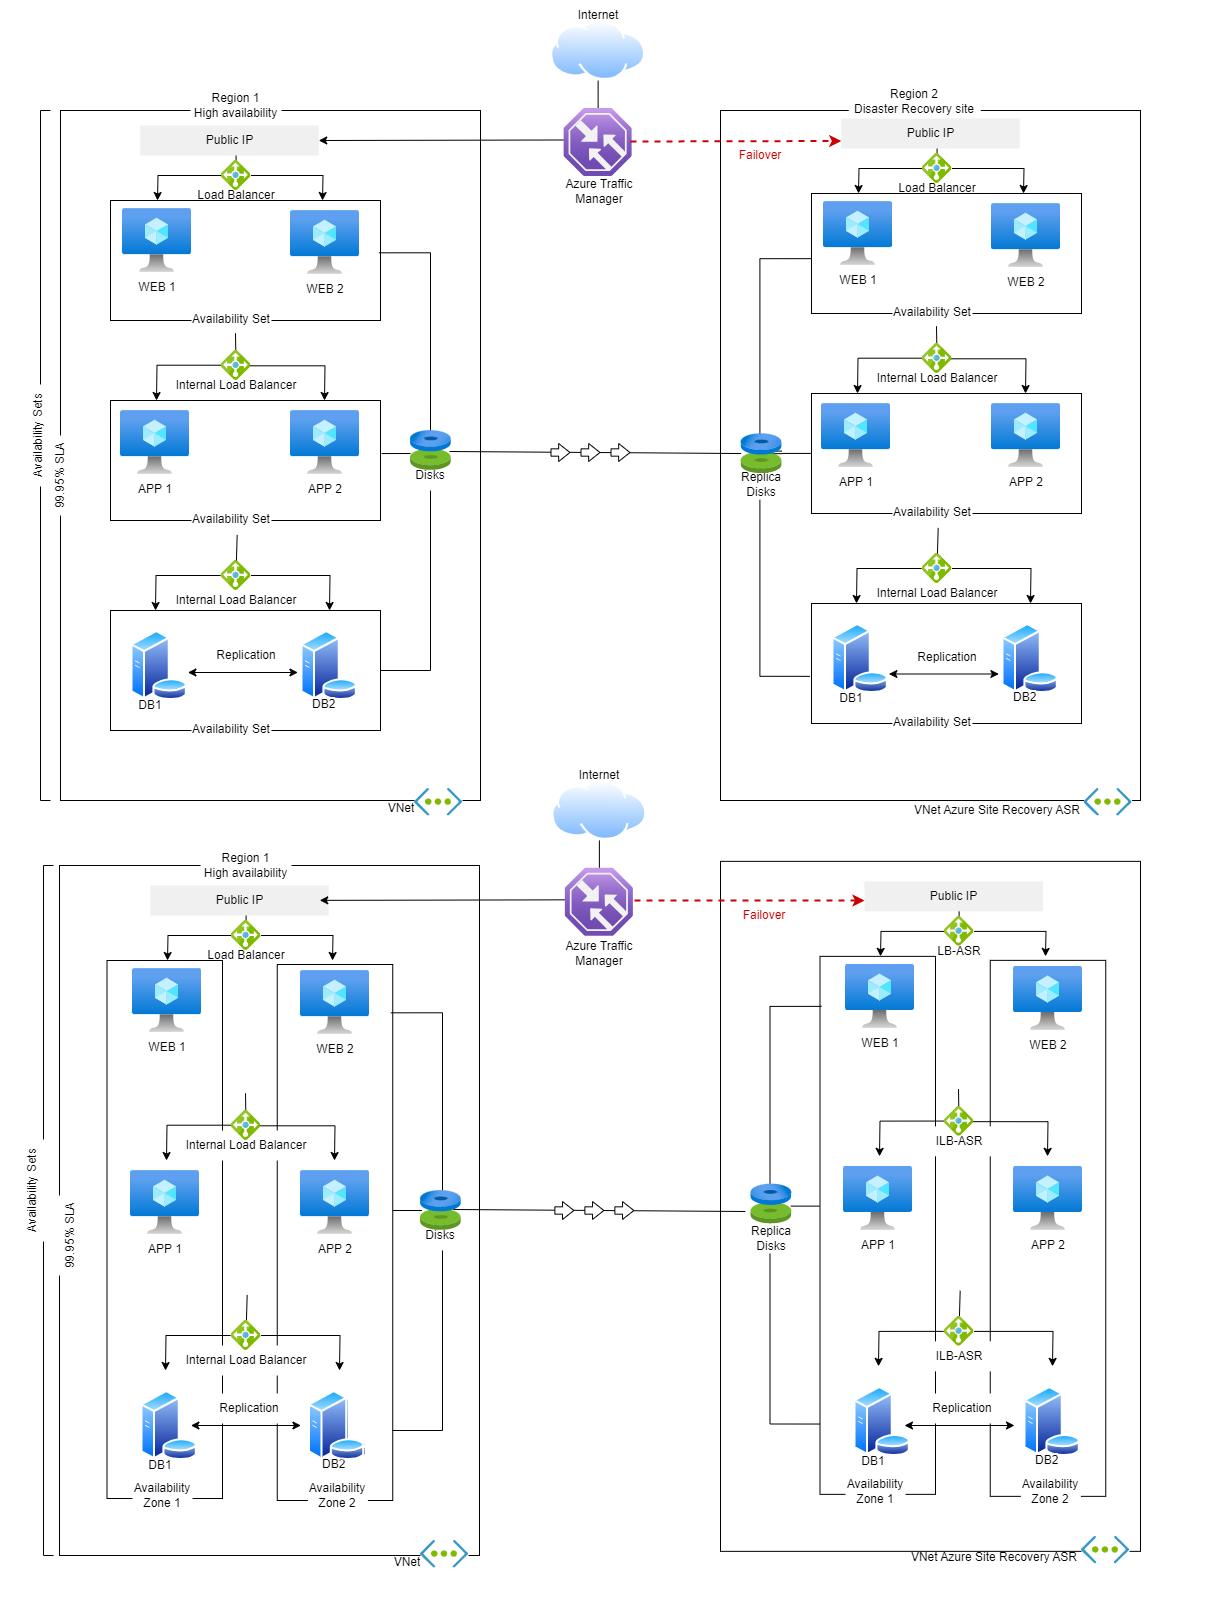 Internet
Region 1
High availability
Region 2
Disaster Recovery site
Public IP
Public IP
Failover
Azure Traffic
Manager
Load Balancer
Load Balancer
WEB 1
WEB 2
WEB 1
WEB 2
Availability Set
Availability Set
Internal Load Balancer
Internal Load Balancer
Availability Sets
99.95% SLA
APP 1
APP 2
Disks
Replica
Disks
APP 1
APP 2
Availability Set
Availability Set
Internal Load Balancer
Internal Load Balancer
Replication
DB1
DB2
Replication
DB1
DB2
Availability Set
Availability Set
VNet
VNet Azure Site Recovery ASR
Internet
Region 1
High availability
Public IP
Public IP
Failover
Azure Traffic
Manager
Load Balancer
LB-ASR
WEB 1
WEB 2
WEB 1
WEB 2
Internal Load Balancer
ILB-ASR
Availability Sets
99.95% SLA
APP 1
APP 2
Disks
Replica
Disks
APP 1
APP 2
Internal Load Balancer
ILB-ASR
Replication
DB1
DB2
Replication
DB1
DB2
Availability
Zone 1
Availability
Zone 2
Availability
Zone 1
Availability
Zone 2
VNet
VNet Azure Site Recovery ASR